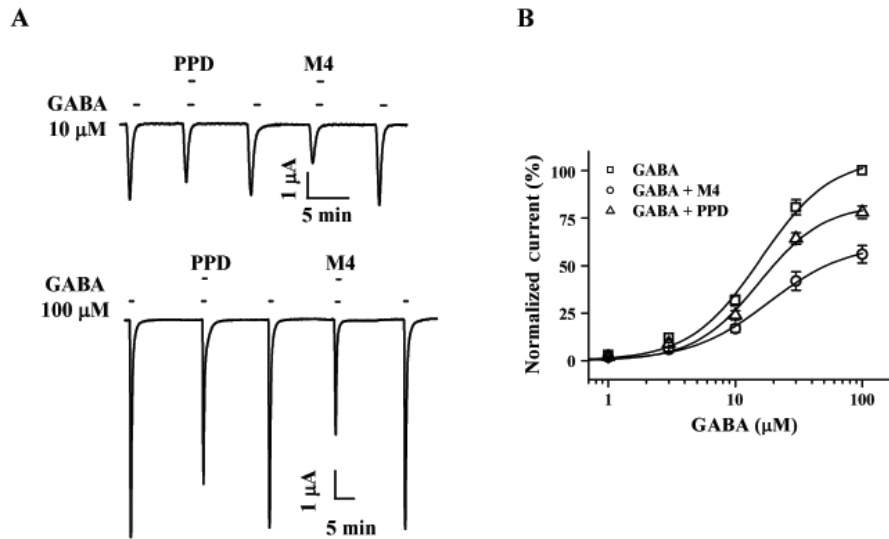 A
PPD M4
GABA
10 μM
1 μA
5 min
PPD M4
GABA
100 μM
1 μA
5 min
B
Normalized current (%)
100
75
50
25
0
GABA
GABA + M4
GABA + PPD
1 10 100
GABA (μM)